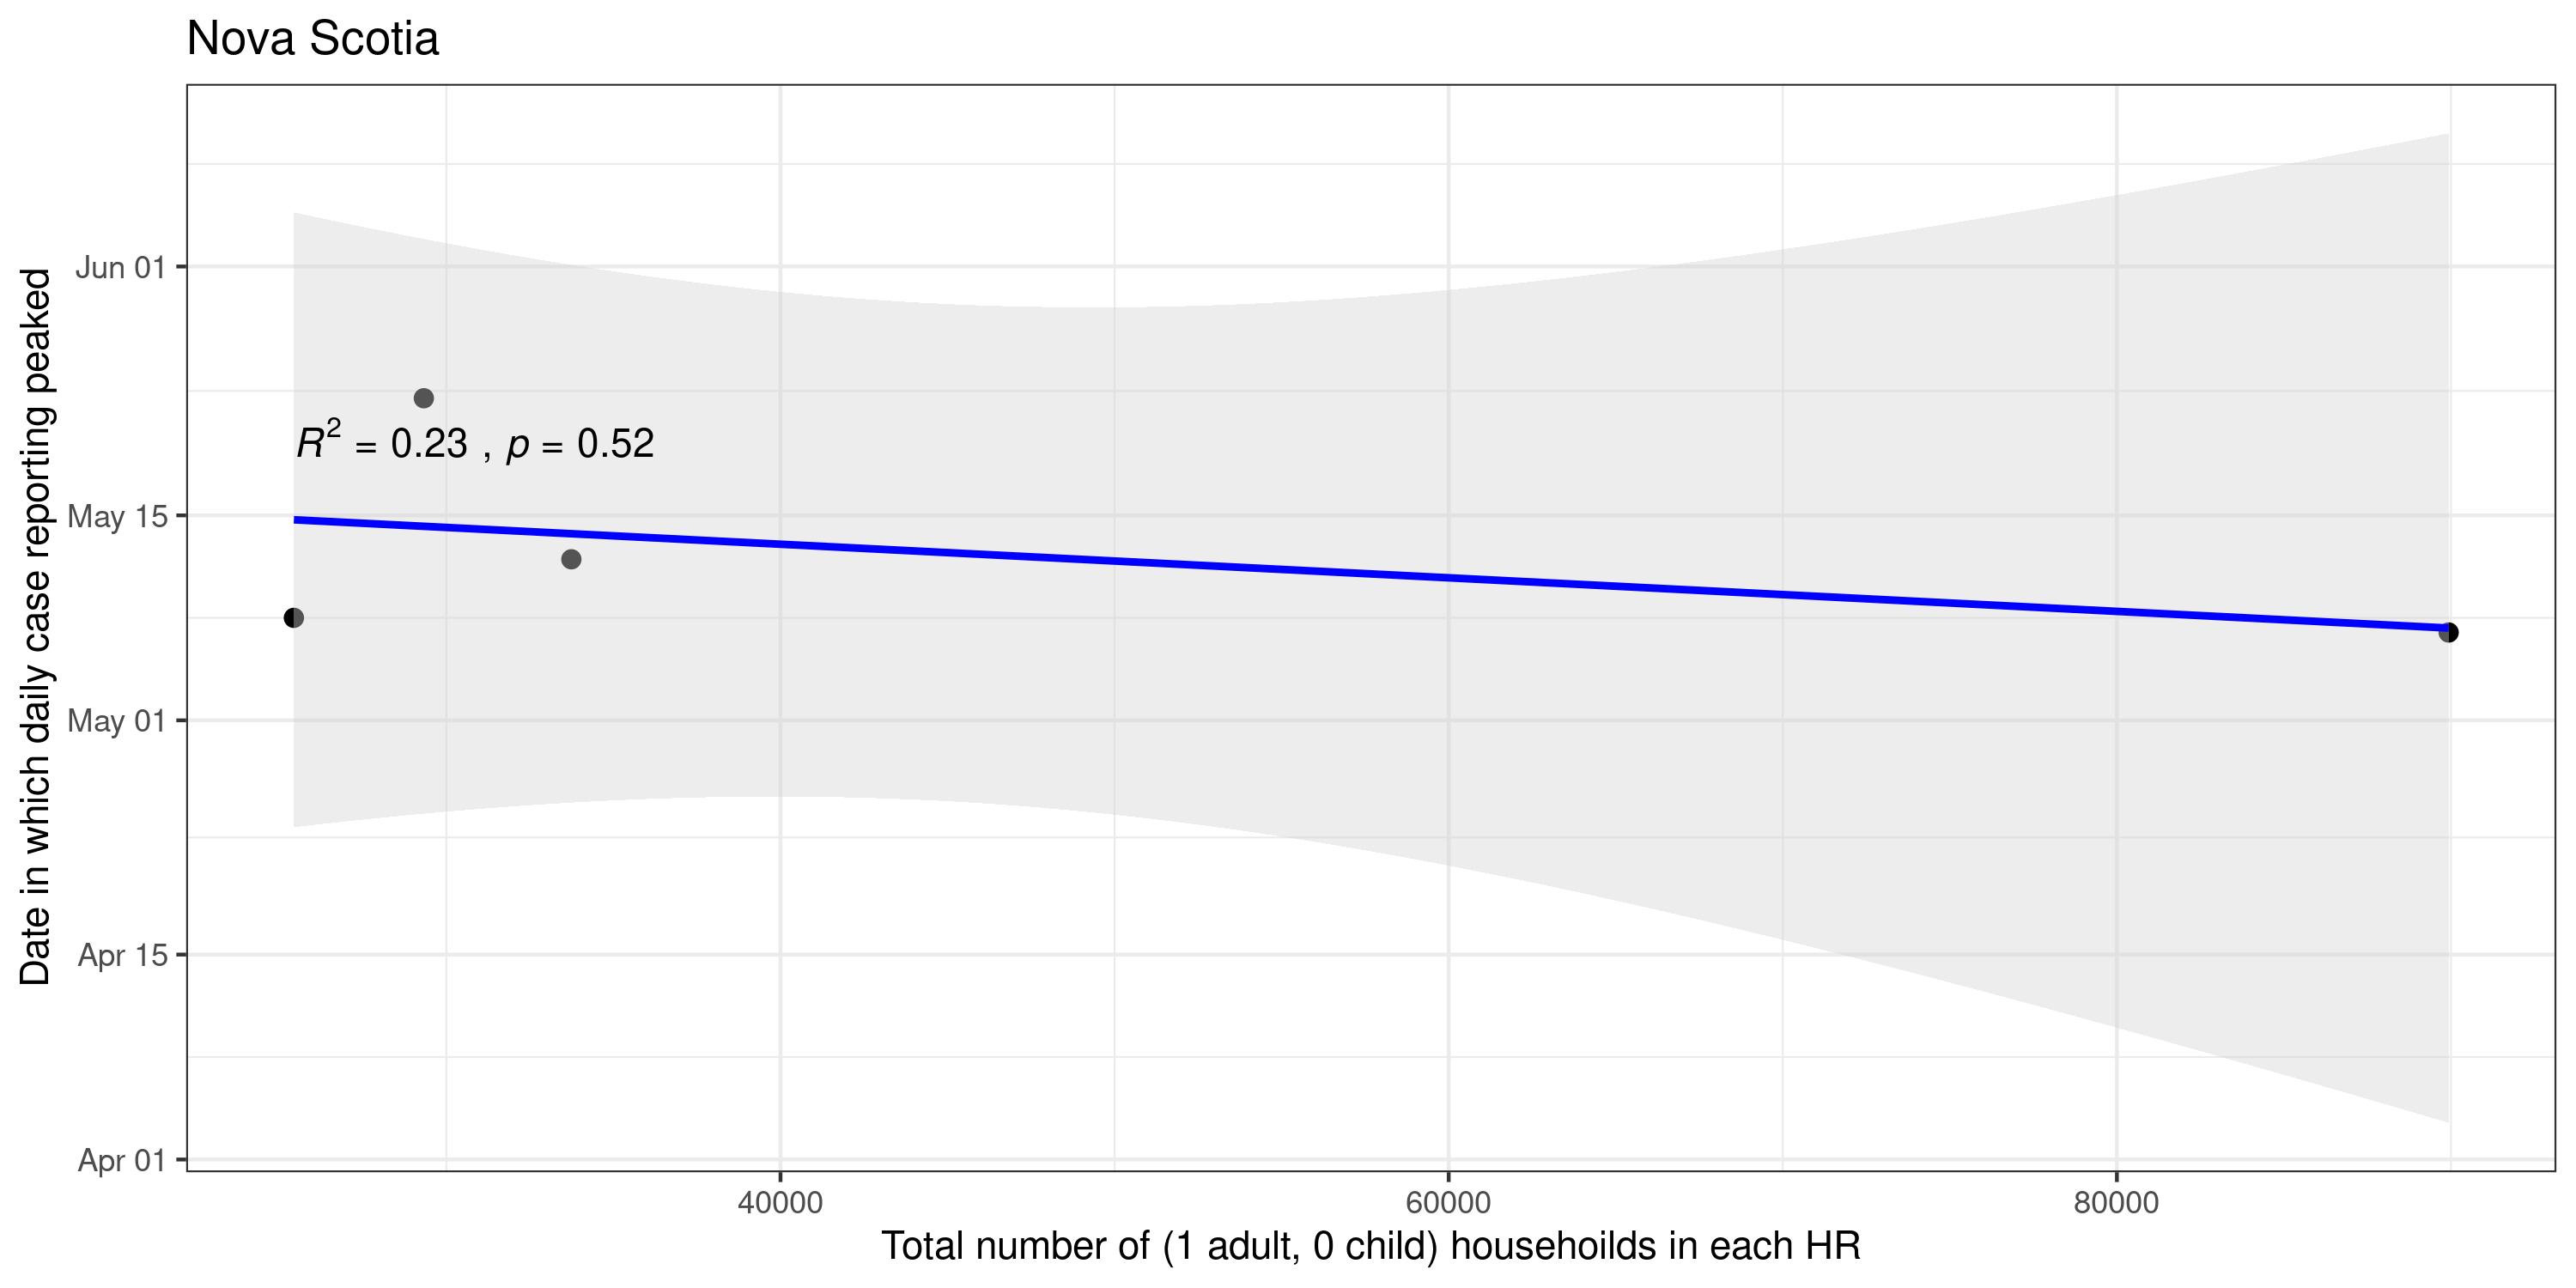 Nova Scotia
Date in which daily case reporting peaked
Jun 01
May 15
May 01
Apr 15
Apr 01
R² = 0.23 , p = 0.52
40000
60000
80000
Total number of (1 adult, 0 child) househoilds in each HR